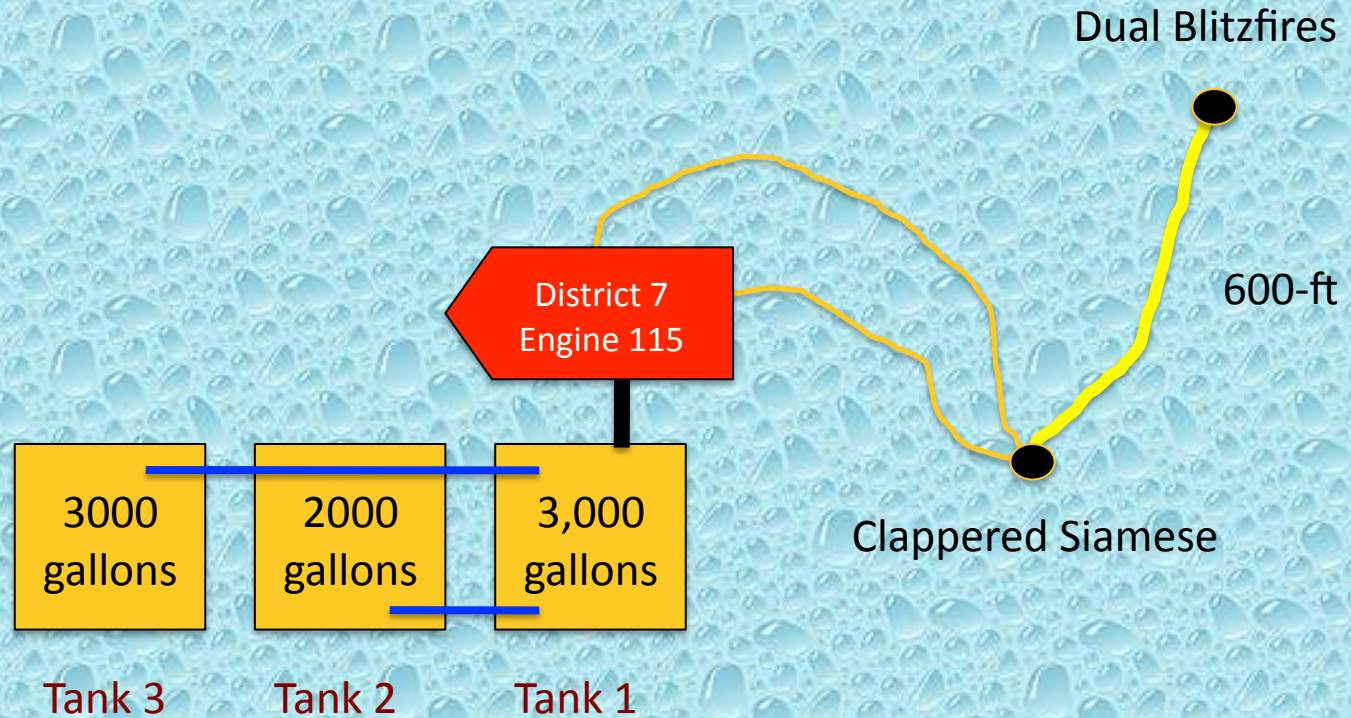 Dual Blitzfires
District 7
Engine 115
600-ft
3000
gallons
2000
gallons
3,000
gallons
Clappered Siamese
Tank 3
Tank 2
Tank 1